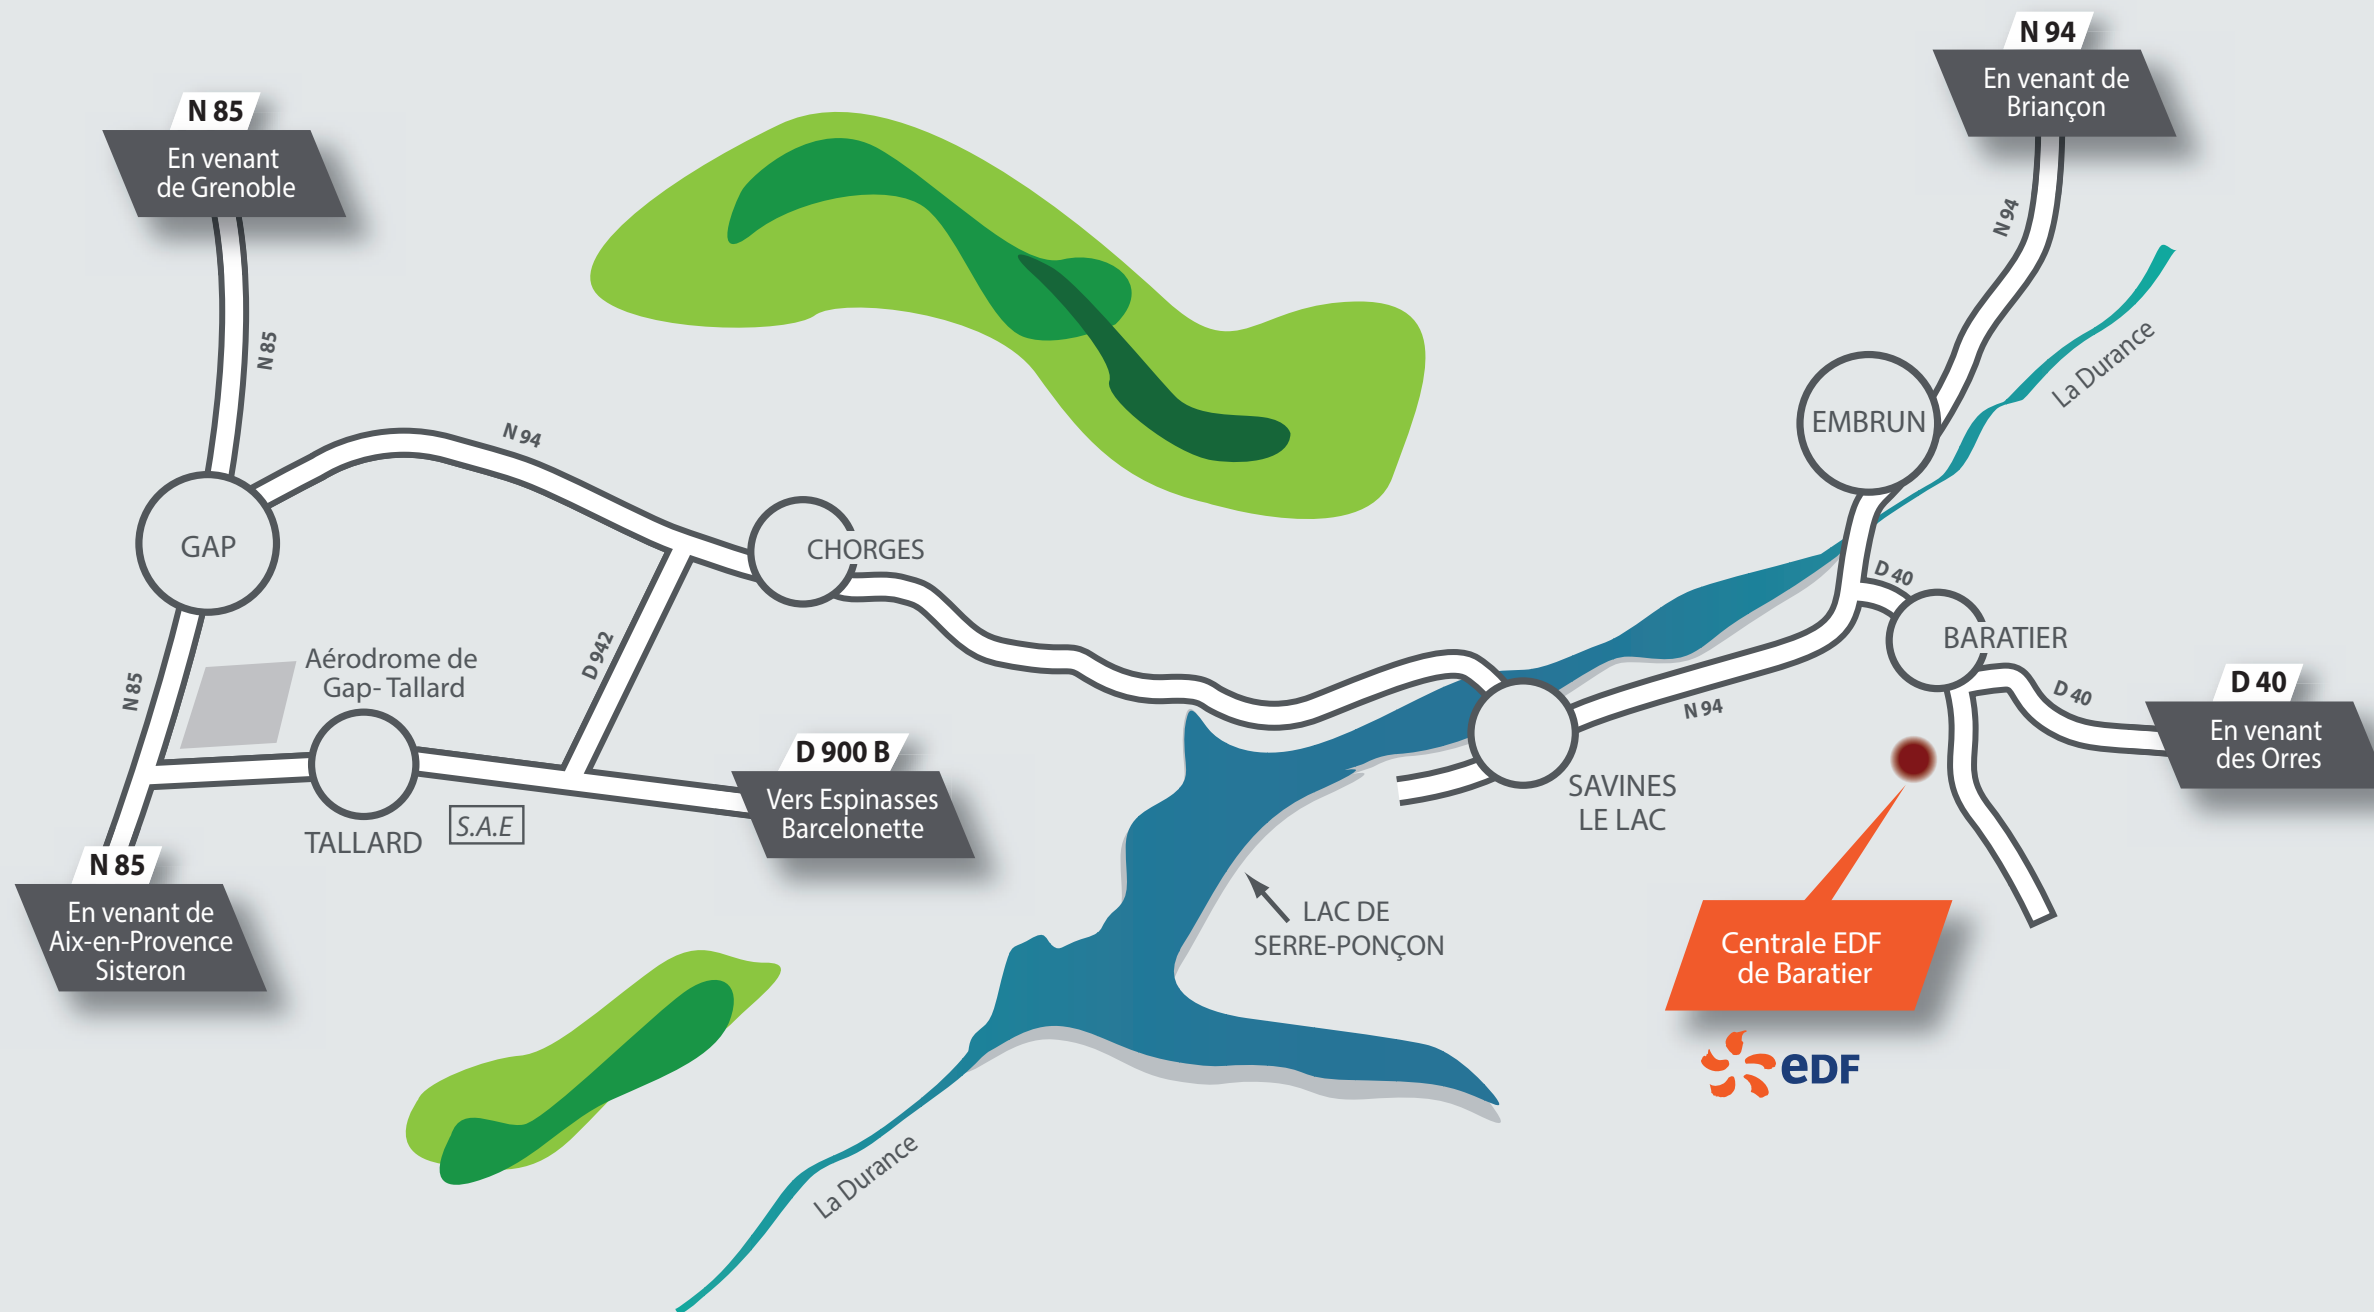 N 94
En venant de
Briançon
N 85
En venant
de Grenoble
N 94
N 85
La Durance
N 94
EMBRUN
GAP
CHORGES
D 40
D 942
BARATIER
Aérodrome de
Gap- Tallard
N 85
D 40
D 40
En venant
des Orres
N 94
D 900 B
Vers Espinasses
Barcelonette
SAVINES
LE LAC
TALLARD
S.A.E
N 85
En venant de
Aix-en-Provence
Sisteron
LAC DE
SERRE-PONÇON
Centrale EDF
de Baratier
eDF
La Durance